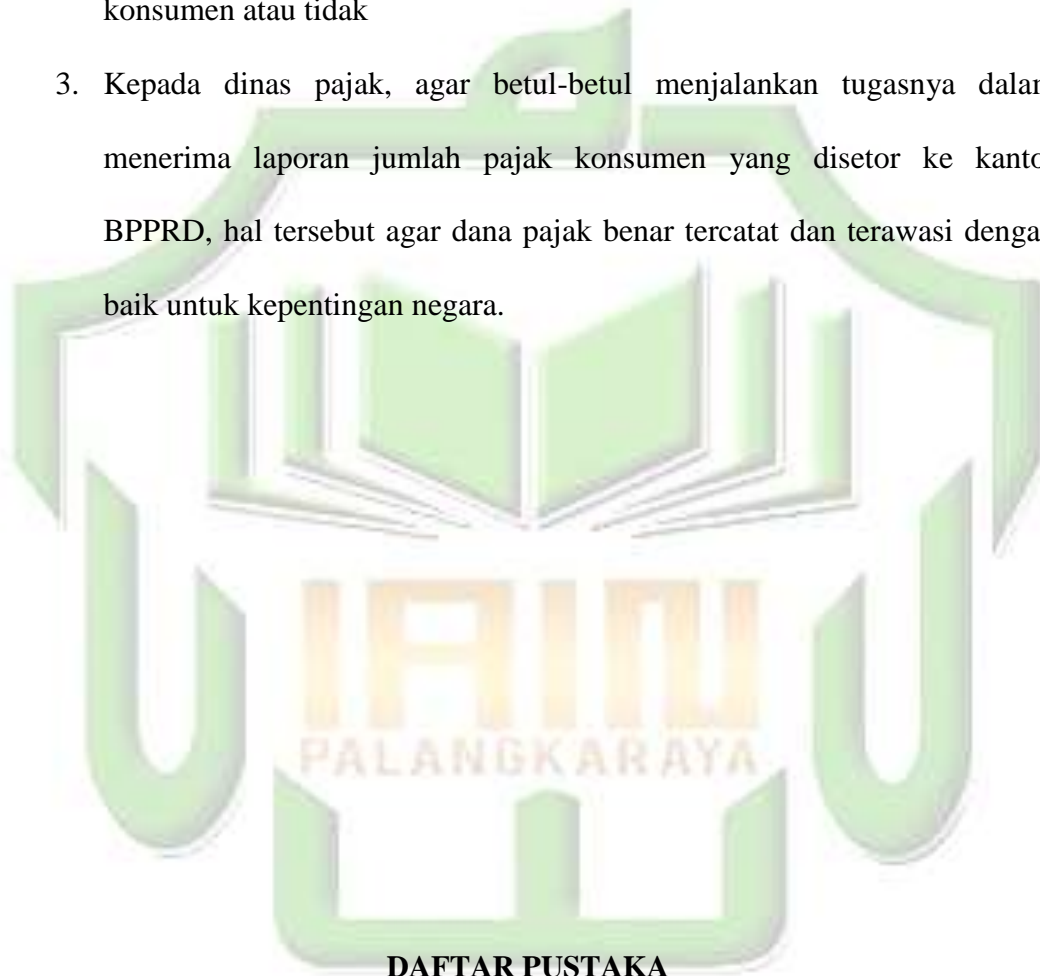 konsumen atau tidak
3. Kepada dinas pajak, agar betul-betul menjalankan tugasnya dalam
menerima laporan jumlah pajak konsumen yang disetor ke kanto
BPPRD, hal tersebut agar dana pajak benar tercatat dan terawasi denga
baik untuk kepentingan negara.
IAIN
PALANGKARAYA
DAFTAR PUSTAKA